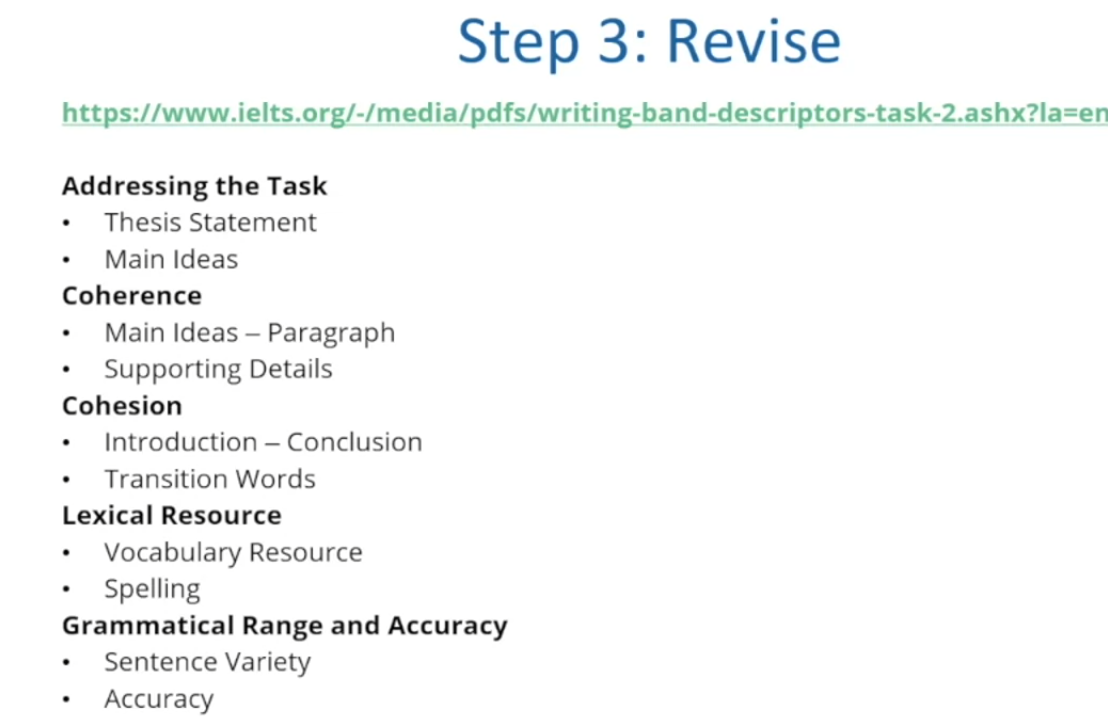 Step 3: Revise
https://www.ielts.org/-/media/pdfs/writing-band-descriptors-task-2.ashx?la=en
Addressing the Task
• Thesis Statement
• Main Ideas
Coherence
• Main Ideas – Paragraph
• Supporting Details
Cohesion
• Introduction – Conclusion
• Transition Words
Lexical Resource
• Vocabulary Resource
• Spelling
Grammatical Range and Accuracy
• Sentence Variety
• Accuracy